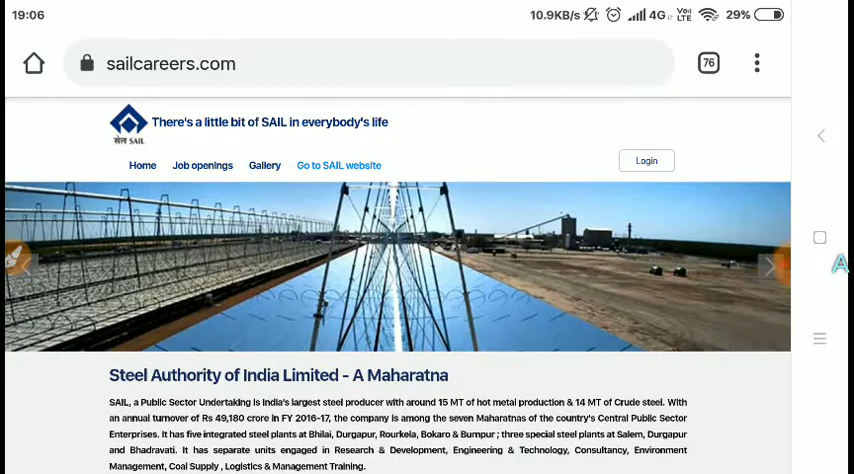 19:06 10.9KB/s 4G Vo) LTE 29%
sailcareers.com 76
There's a little bit of SAIL in everybody's life
सेल SAIL
Home Job openings Gallery Go to SAIL website Login
Steel Authority of India Limited - A Maharatna
SAIL, a Public Sector Undertaking is India's largest steel producer with around 15 MT of hot metal production & 14 MT of Crude steel. With
an annual turnover of Rs 49,180 crore in FY 2016-17, the company is among the seven Maharatnas of the country's Central Public Sector
Enterprises. It has five integrated steel plants at Bhilai, Durgapur, Rourkela, Bokaro & Burnpur ; three special steel plants at Salem, Durgapur
and Bhadravati. It has separate units engaged in Research & Development, Engineering & Technology, Consultancy, Environment
Management, Coal Supply , Logistics & Management Training.
A